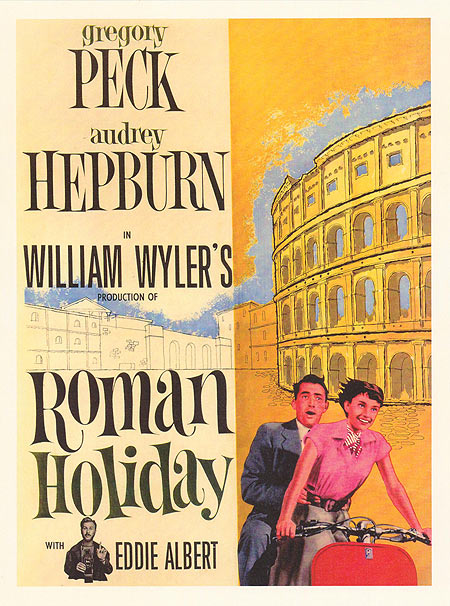 gregory
PECK
audrey
HEPBURN
IN
WILLIAM WYLER'S
PRODUCTION OF
Roman
Holiday
WITH
EDDIE ALBERT